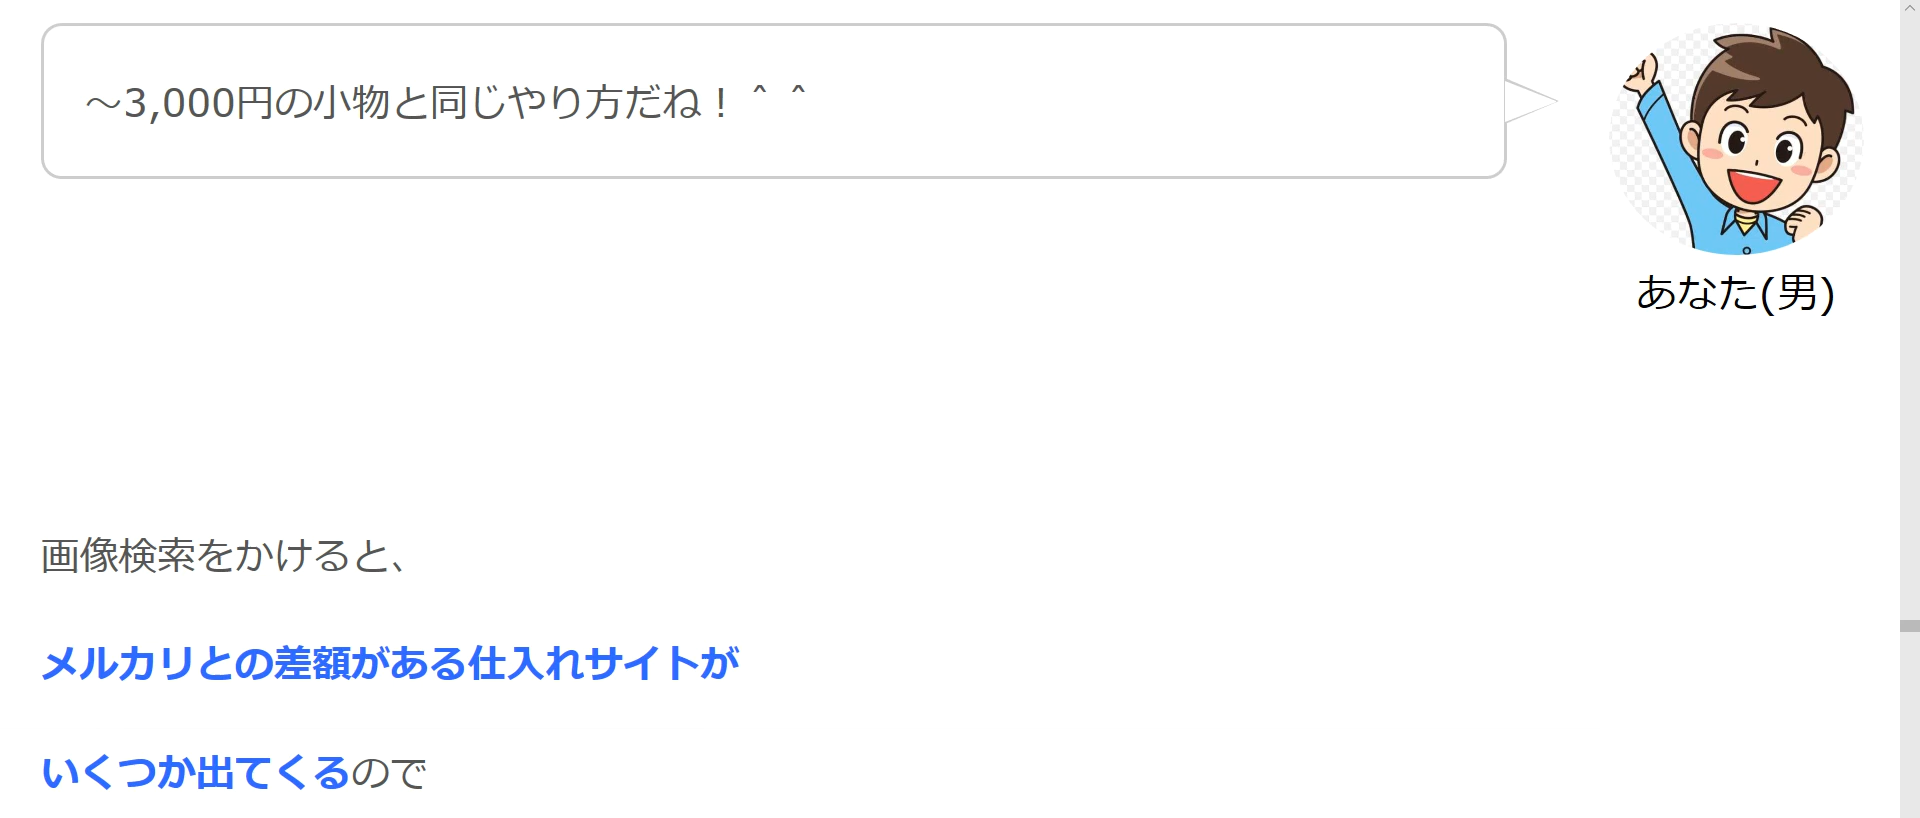 ～3,000円の小物と同じやり方だね！＾＾
あなた(男)
画像検索をかけると、
メルカリとの差額がある仕入れサイトが
いくつか出てくるので